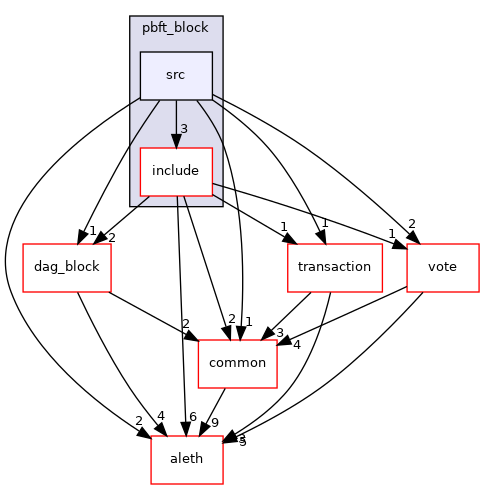 pbft_block
src
3
include
1
2
1
1
1
2
dag_block
transaction
vote
2
2
1
3
4
common
2
4
6
9
5
aleth